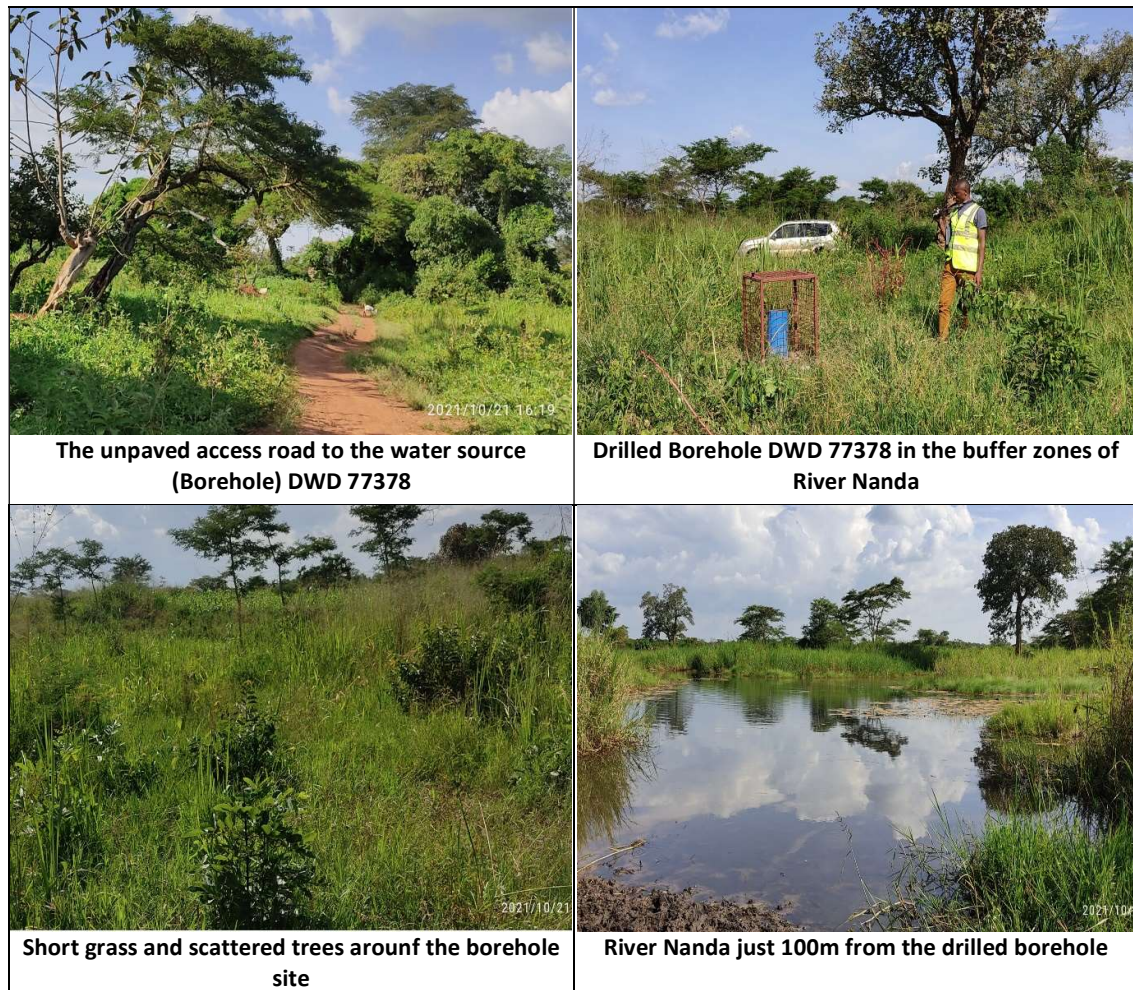 2021/10/21 16:19
The unpaved access road to the water source
(Borehole) DWD 77378
Drilled Borehole DWD 77378 in the buffer zones of
River Nanda
2021/10/21
Short grass and scattered trees arounf the borehole
site
2021/10/
River Nanda just 100m from the drilled borehole